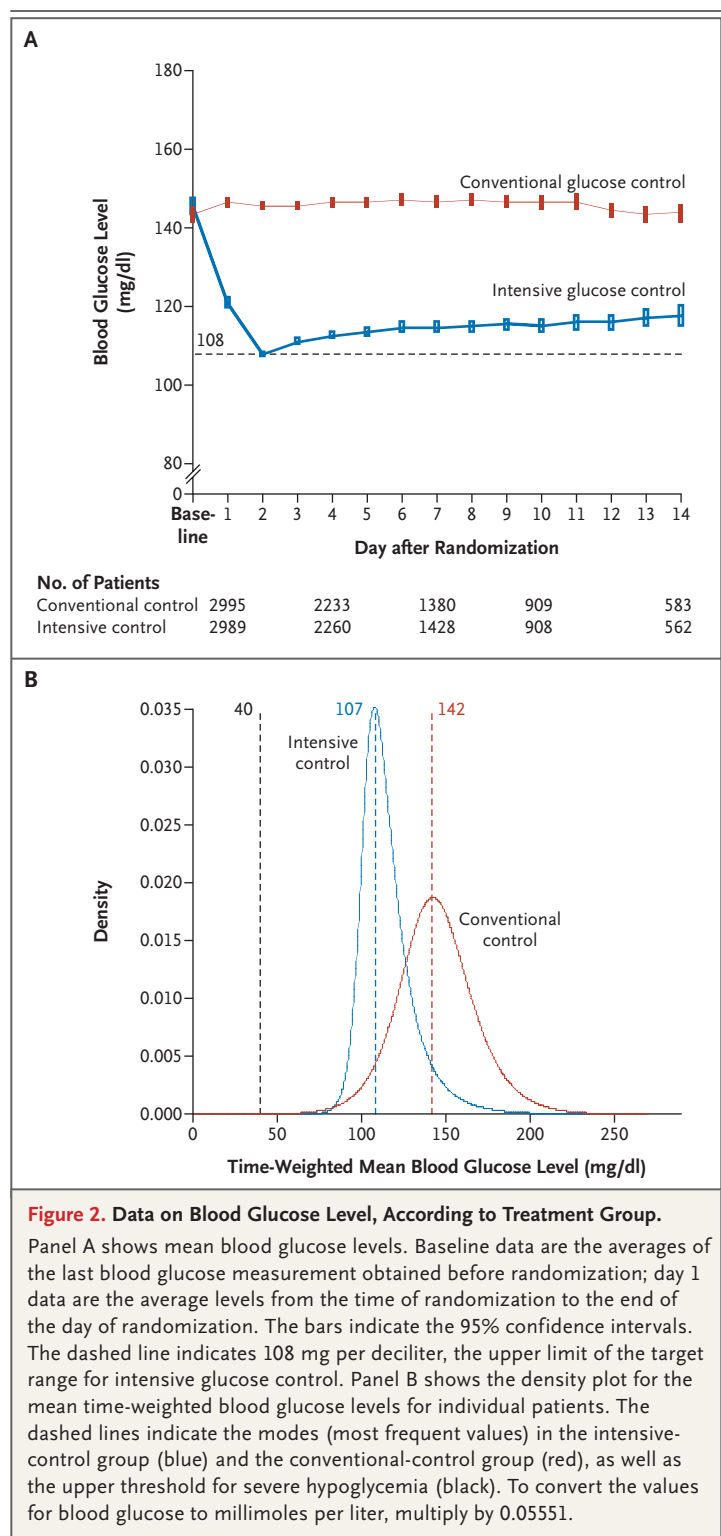 A
180
160
140
120
100
80
0
Blood Glucose Level
(mg/dl)
Conventional glucose control
Intensive glucose control
108
Base-
line
1 2 3 4 5 6 7 8 9 10 11 12 13 14
Day after Randomization
No. of Patients
Conventional control 2995 2233 1380 909 583
Intensive control 2989 2260 1428 908 562
B
0.035
0.030
0.025
0.020
0.015
0.010
0.005
0.000
Density
40
107
142
Intensive
control
Conventional
control
0 50 100 150 200 250
Time-Weighted Mean Blood Glucose Level (mg/dl)
Figure 2. Data on Blood Glucose Level, According to Treatment Group.
Panel A shows mean blood glucose levels. Baseline data are the averages of
the last blood glucose measurement obtained before randomization; day 1
data are the average levels from the time of randomization to the end of
the day of randomization. The bars indicate the 95% confidence intervals.
The dashed line indicates 108 mg per deciliter, the upper limit of the target
range for intensive glucose control. Panel B shows the density plot for the
mean time-weighted blood glucose levels for individual patients. The
dashed lines indicate the modes (most frequent values) in the intensive-
control group (blue) and the conventional-control group (red), as well as
the upper threshold for severe hypoglycemia (black). To convert the values
for blood glucose to millimoles per liter, multiply by 0.05551.